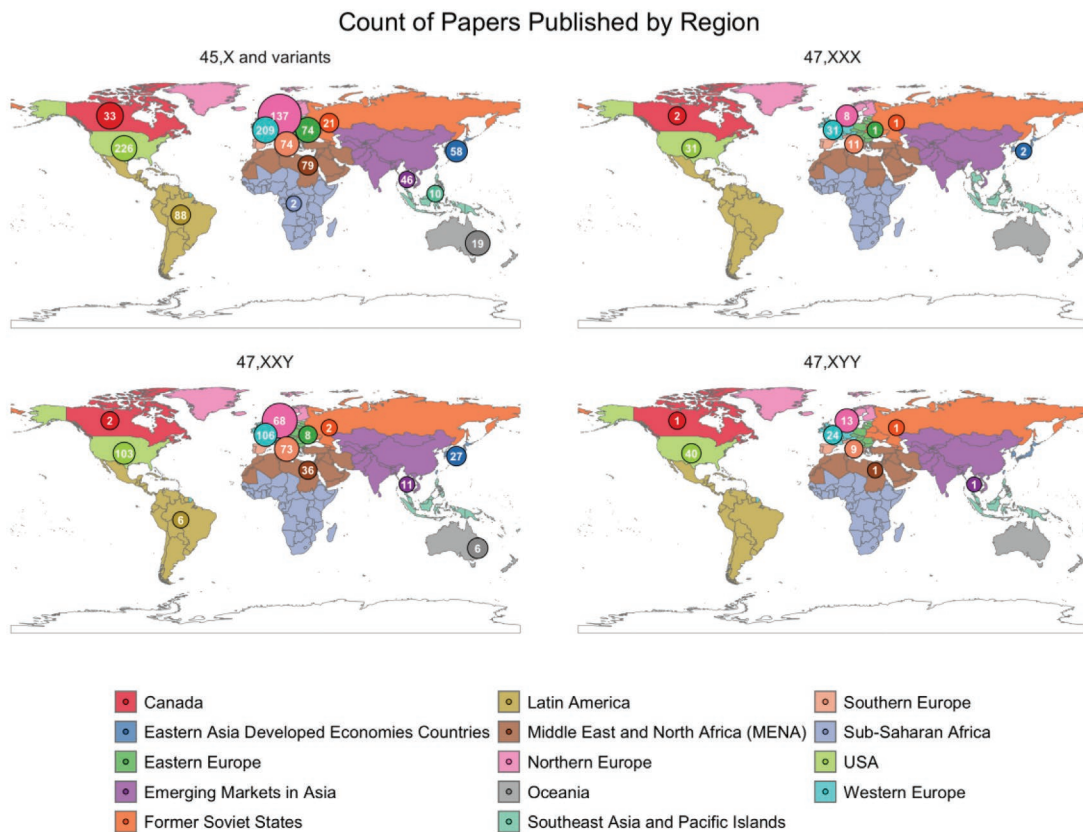 Count of Papers Published by Region
45,X and variants
33
137
21
209
74
226
74
58
79
46
10
2
88
19
47,XXX
2
8
1
31
1
31
11
2
47,XXY
2
68
2
106
8
103
73
27
36
11
6
6
47,XYY
1
13
1
24
40
9
1
1
Canada
Eastern Asia Developed Economies Countries
Eastern Europe
Emerging Markets in Asia
Former Soviet States
Latin America
Middle East and North Africa (MENA)
Northern Europe
Oceania
Southeast Asia and Pacific Islands
Southern Europe
Sub-Saharan Africa
USA
Western Europe